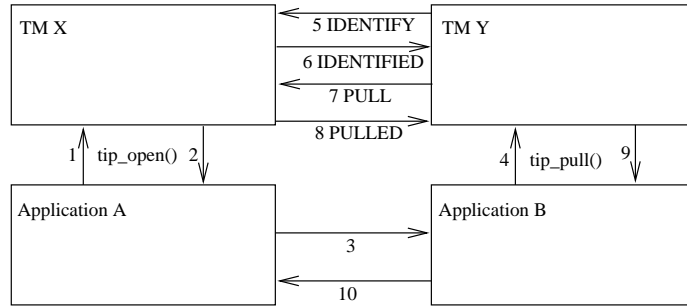 5 IDENTIFY
TM X
TM Y
6 IDENTIFIED
7 PULL
8 PULLED
1 tip_open() 2
4 tip_pull() 9
Application A
Application B
3
10